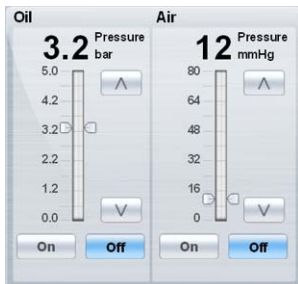 Oil
3.2 Pressure bar
5.0
4.2
3.2
2.2
1.2
0.0
On Off
Air
12 Pressure mmHg
80
64
48
32
16
0
On Off